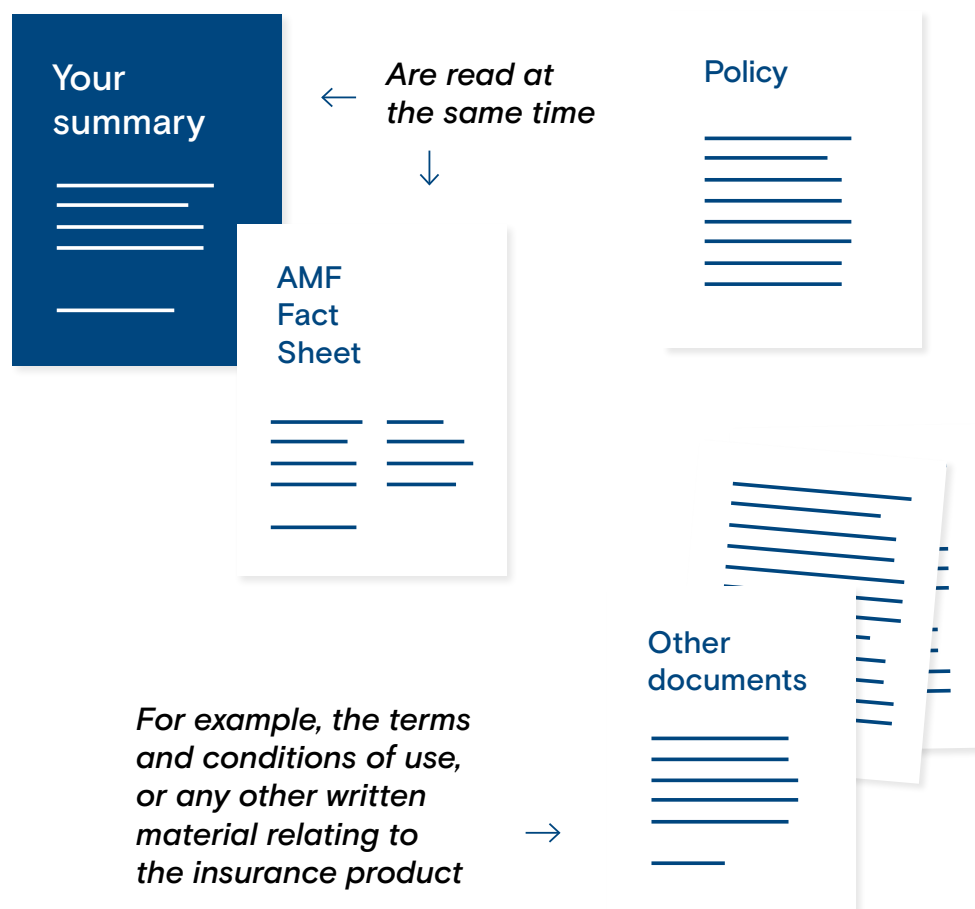 Your
summary
Are read at
the same time
Policy
AMF
Fact
Sheet
Other
documents
For example, the terms
and conditions of use,
or any other written
material relating to
the insurance product